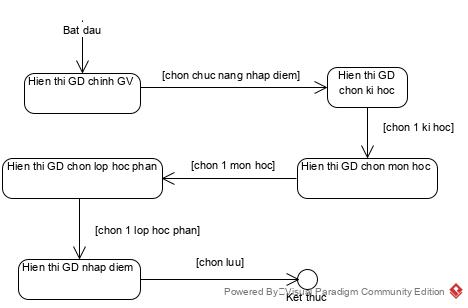 Bat dau
Hien thi GD chinh GV
[chon chuc nang nhap diem]
Hien thi GD
chon ki hoc
[chon 1 ki hoc]
Hien thi GD chon lop hoc phan
[chon 1 mon hoc]
Hien thi GD chon mon hoc
[chon 1 lop hoc phan]
Hien thi GD nhap diem
[chon luu]
Ket thuc
Powered By Visual Paradigm Community Edition